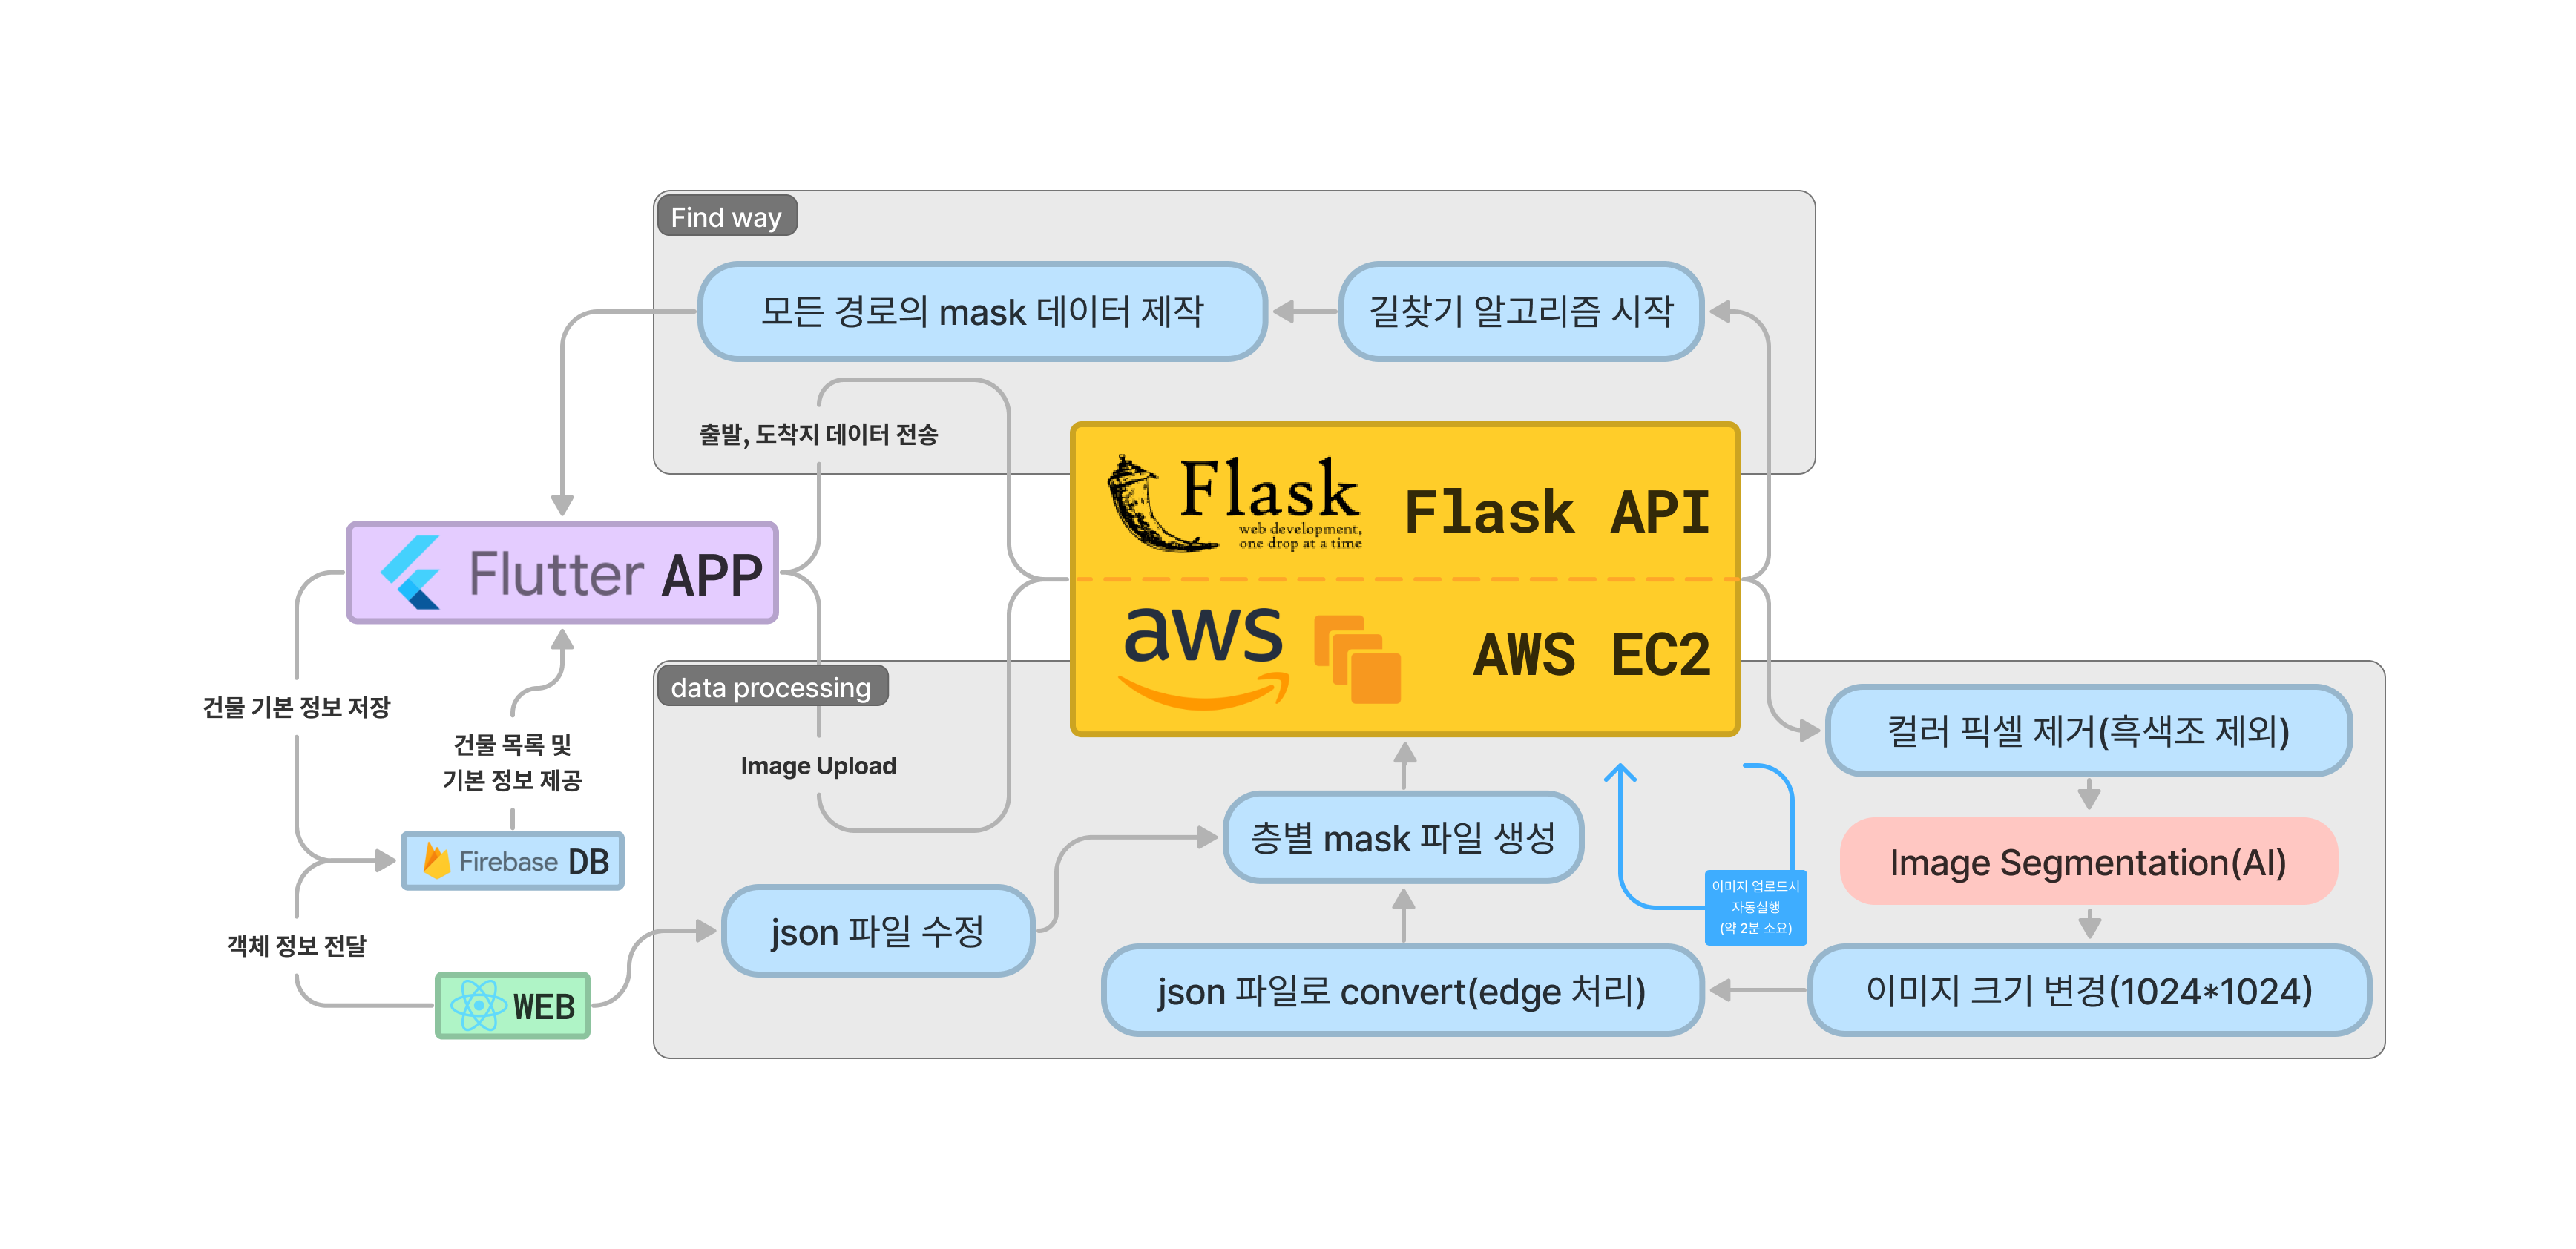 Find way
모든 경로의 mask 데이터 제작
길찾기 알고리즘 시작
출발, 도착지 데이터 전송
Flask
web development,
one drop at a time
Flask API
Flutter APP
aws
AWS EC2
data processing
건물 기본 정보 저장
건물 목록 및
기본 정보 제공
Image Upload
컬러 픽셀 제거(흑색조 제외)
층별 mask 파일 생성
Firebase DB
Image Segmentation(AI)
이미지 업로드시
자동실행
(약 2분 소요)
json 파일 수정
객체 정보 전달
json 파일로 convert(edge 처리)
이미지 크기 변경(1024*1024)
WEB